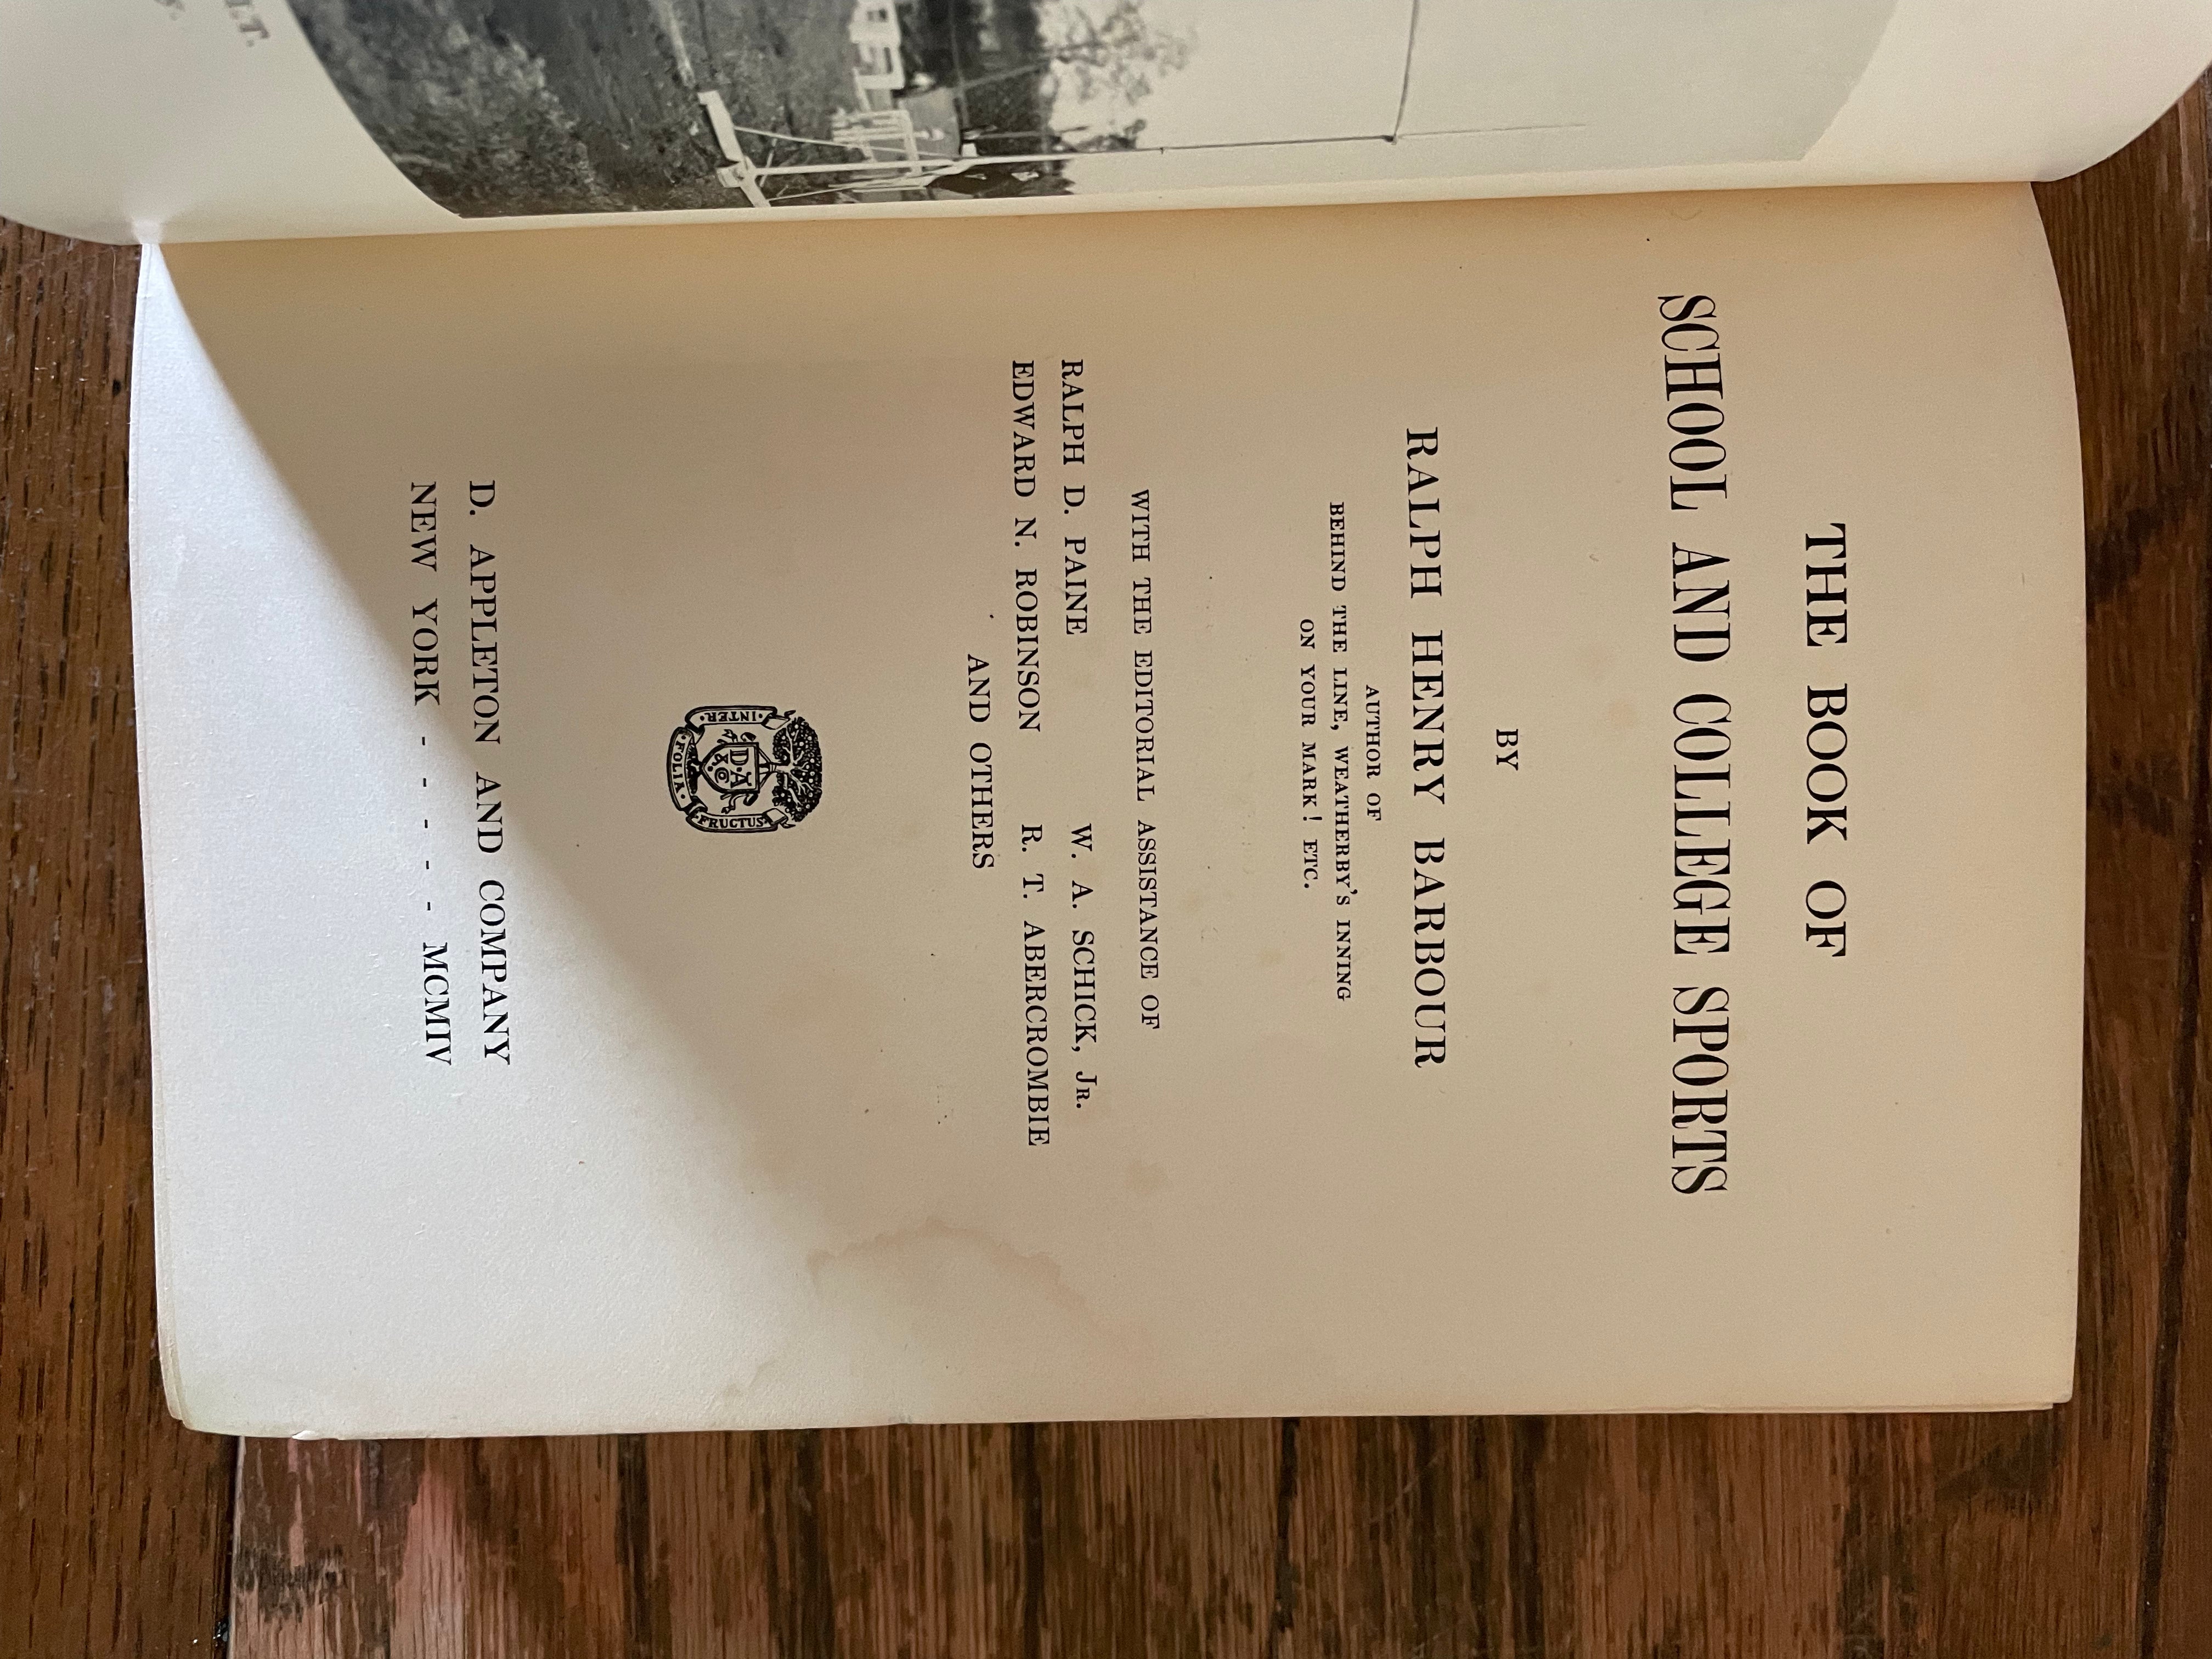 THE BOOK OF
SCHOOL AND COLLEGE SPORTS
BY
RALPH HENRY BARBOUR
AUTHOR OF
BEHIND THE LINE, WEATHERBY'S INNING
ON YOUR MARK! ETC.
WITH THE EDITORIAL ASSISTANCE OF
RALPH D. PAINE W. A. SCHICK, JR.
EDWARD N. ROBINSON R. T. ABERCROMBIE
AND OTHERS
INTER
FOLIA
FRUCTUS
D. A.
& Co
D. APPLETON AND COMPANY
NEW YORK - - - - - MCMIV